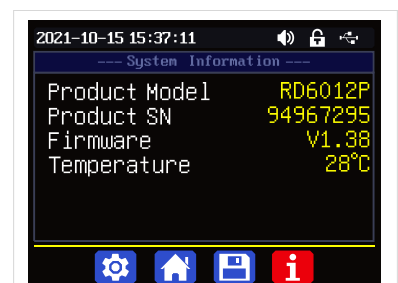 2021-10-15 15:37:11
--- System Information ---
Product Model RD6012P
Product SN 94967295
Firmware V1.38
Temperature 28℃
i